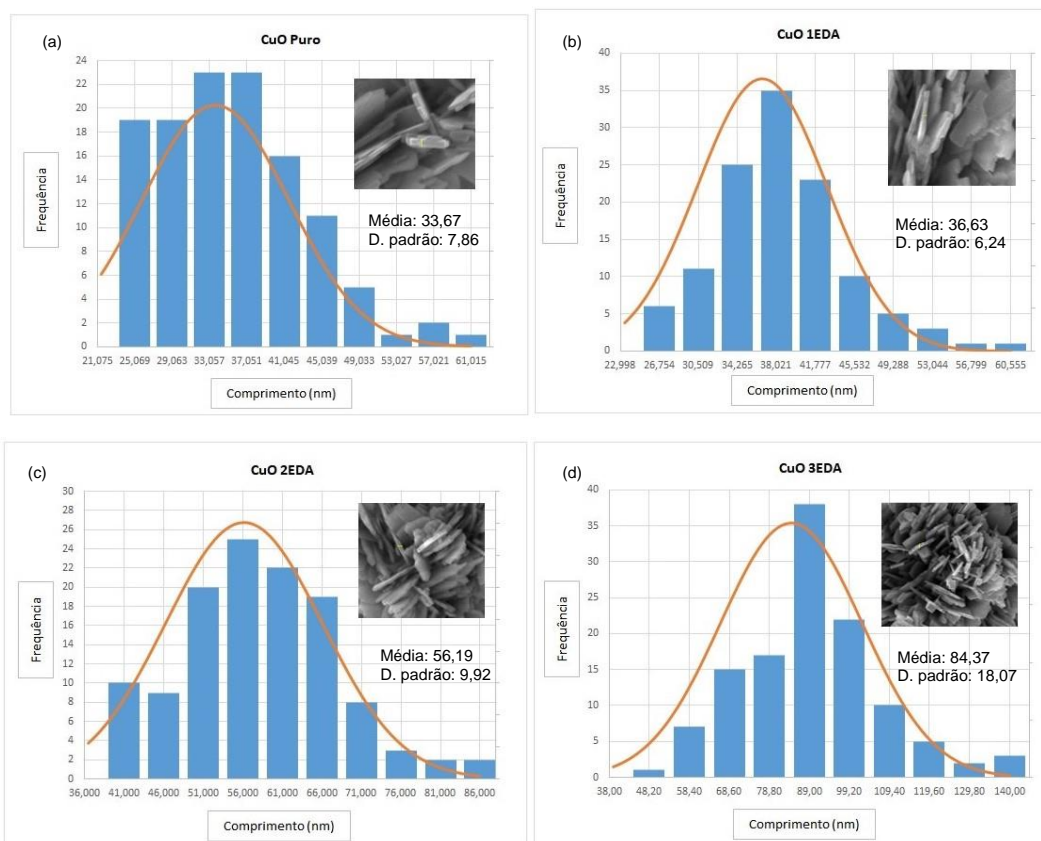 (a)
CuO Puro
24
22
20
18
16
14
12
10
8
6
4
2
0
Frequência
Média: 33,67
D. padrão: 7,86
21,075 25,069 29,063 33,057 37,051 41,045 45,039 49,033 53,027 57,021 61,015
Comprimento (nm)
(b)
CuO 1EDA
40
35
30
25
20
15
10
5
0
Frequência
Média: 36,63
D. padrão: 6,24
22,998 26,754 30,509 34,265 38,021 41,777 45,532 49,288 53,044 56,799 60,555
Comprimento (nm)
(c)
CuO 2EDA
30
28
26
24
22
20
18
16
14
12
10
8
6
4
2
0
Frequência
Média: 56,19
D. padrão: 9,92
36,000 41,000 46,000 51,000 56,000 61,000 66,000 71,000 76,000 81,000 86,000
Comprimento (nm)
(d)
CuO 3EDA
40
35
30
25
20
15
10
5
0
Frequência
Média: 84,37
D. padrão: 18,07
38,00 48,20 58,40 68,60 78,80 89,00 99,20 109,40 119,60 129,80 140,00
Comprimento (nm)